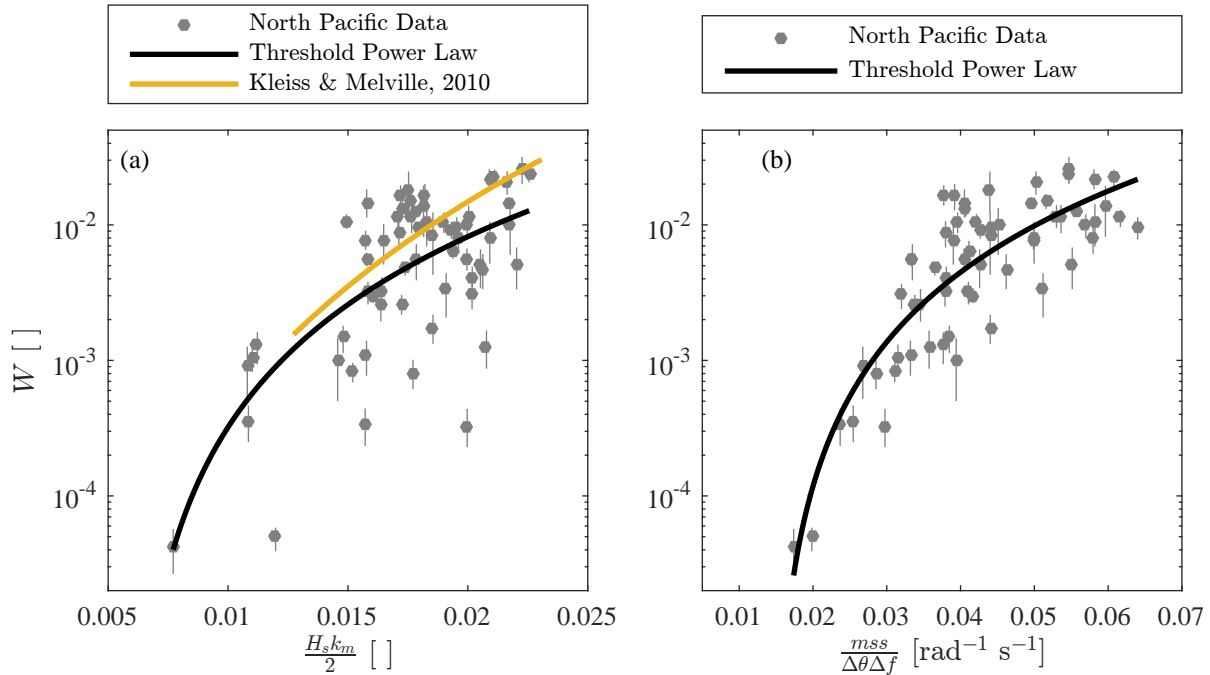 North Pacific Data
Threshold Power Law
Kleiss & Melville, 2010
North Pacific Data
Threshold Power Law
(a)
10⁻²
10⁻³
10⁻⁴
W [ ]
0.005 0.01 0.015 0.02 0.025
Hₛkₘ/2 [ ]
(b)
10⁻²
10⁻³
10⁻⁴
0.01 0.02 0.03 0.04 0.05 0.06 0.07
mss/ΔθΔf [rad⁻¹ s⁻¹]